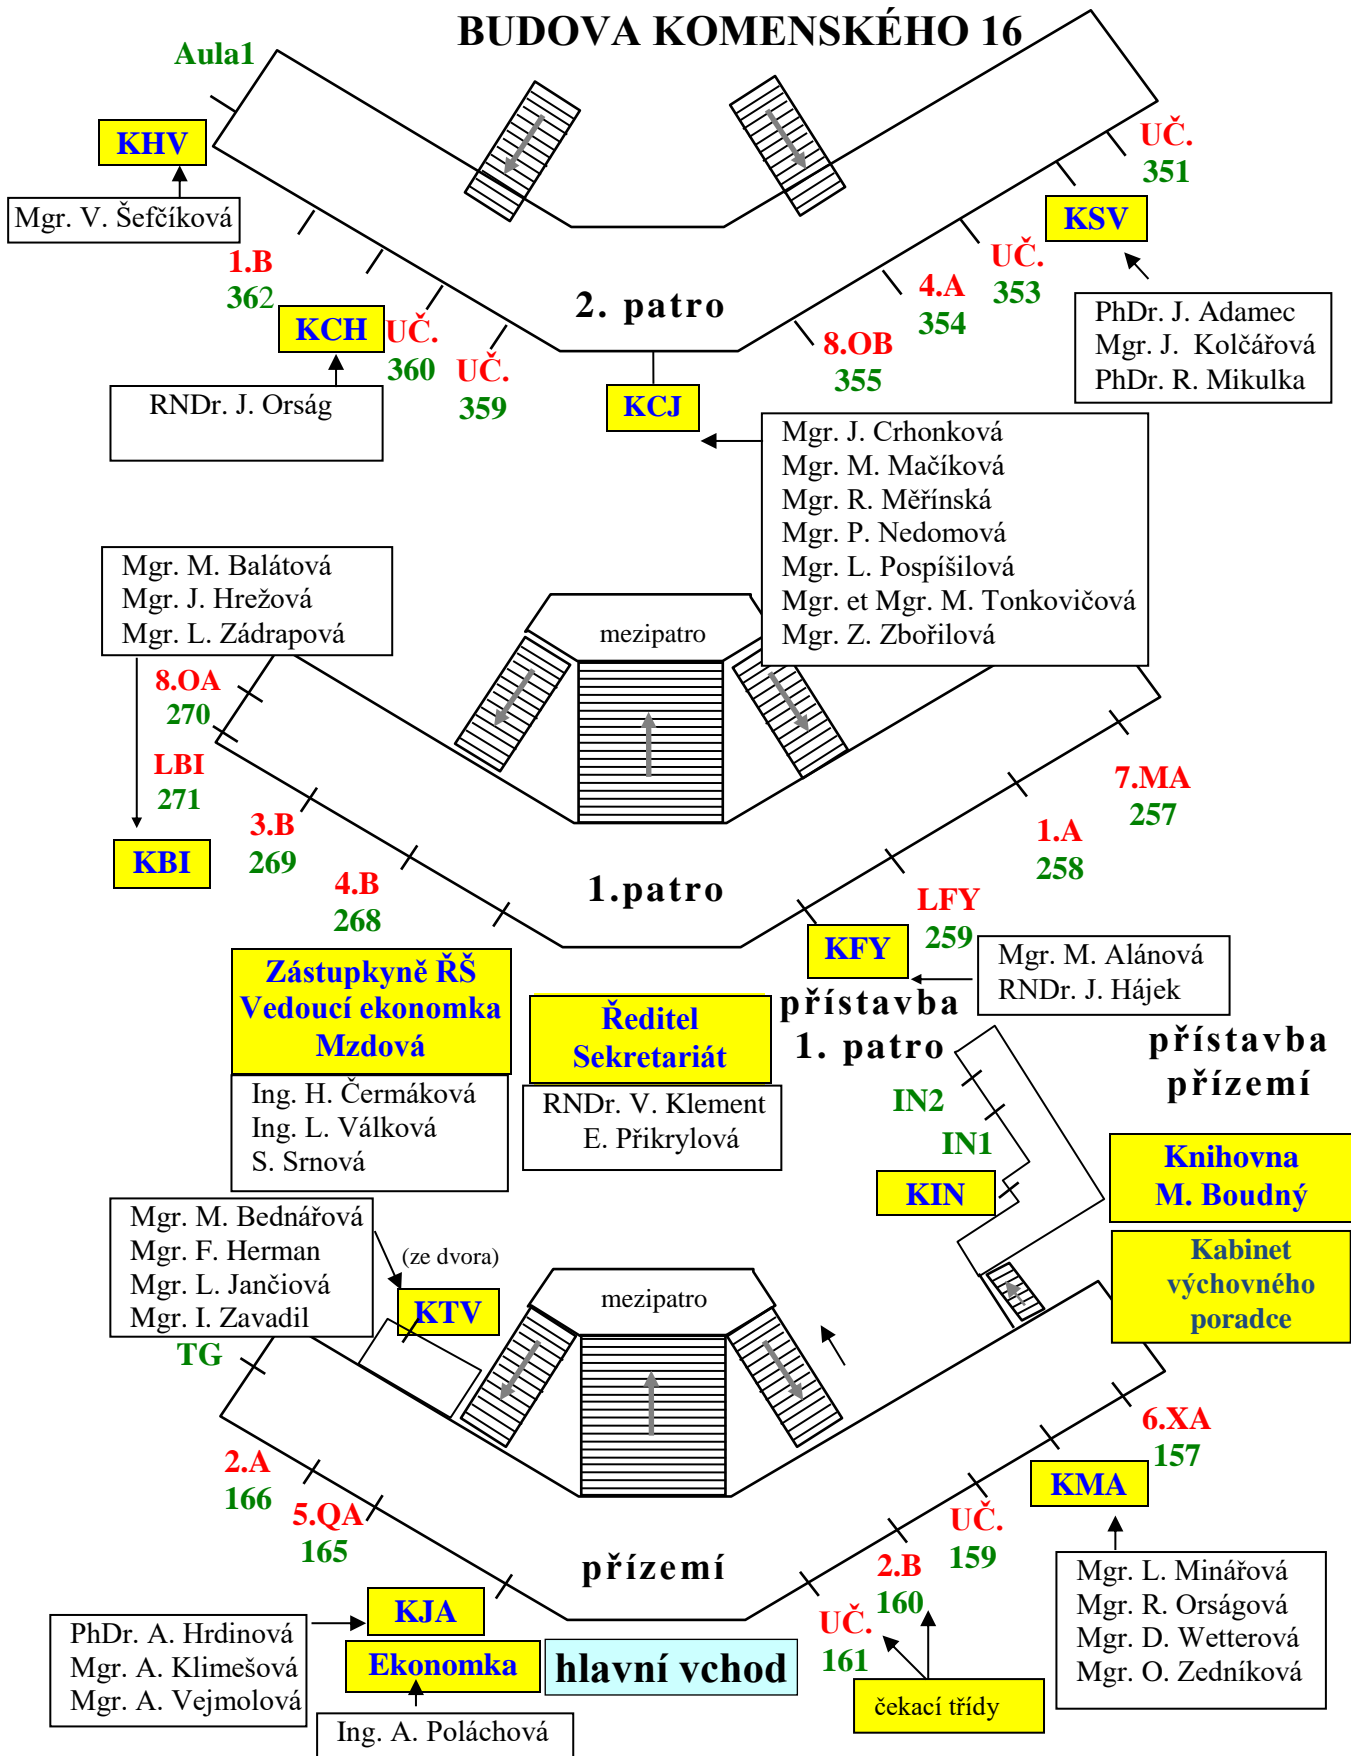 BUDOVA KOMENSKÉHO 16
Aula1
KHV
Mgr. V. Šefčíková
1.B
362
KCH
RNDr. J. Orság
UČ.
360
UČ.
359
2. patro
KCJ
8.OB
355
4.A
354
UČ.
353
KSV
UČ.
351
PhDr. J. Adamec
Mgr. J. Kolčářová
PhDr. R. Mikulka
Mgr. J. Crhonková
Mgr. M. Mačíková
Mgr. R. Měřínská
Mgr. P. Nedomová
Mgr. L. Pospíšilová
Mgr. et Mgr. M. Tonkovičová
Mgr. Z. Zbořilová
Mgr. M. Balátová
Mgr. J. Hrežová
Mgr. L. Zádrapová
mezipatro
8.OA
270
LBI
271
KBI
3.B
269
4.B
268
1.patro
7.MA
257
1.A
258
LFY
259
KFY
Mgr. M. Alánová
RNDr. J. Hájek
Zástupkyně ŘŠ
Vedoucí ekonomka
Mzdová
Ing. H. Čermáková
Ing. L. Válková
S. Srnová
Ředitel
Sekretariát
RNDr. V. Klement
E. Přikrylová
přístavba
1. patro
IN2
IN1
KIN
přístavba
přízemí
Knihovna
M. Boudný
Kabinet
výchovného
poradce
Mgr. M. Bednářová
Mgr. F. Herman
Mgr. L. Jančiová
Mgr. I. Zavadil
(ze dvora)
KTV
mezipatro
TG
2.A
166
5.QA
165
přízemí
6.XA
157
KMA
UČ.
159
2.B
160
UČ.
161
Mgr. L. Minářová
Mgr. R. Orságová
Mgr. D. Wetterová
Mgr. O. Zedníková
KJA
PhDr. A. Hrdinová
Mgr. A. Klimešová
Mgr. A. Vejmolová
Ekonomka
Ing. A. Poláchová
hlavní vchod
čekací třídy